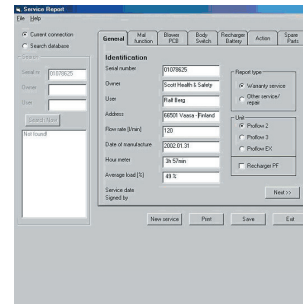 Service Report
File Help
Current connection
Search database
Search
Serial nr. 01078625
Owner
User
Search Now
Not found!
General
Mal function
Blower PCB
Body Switch
Recharger Battery
Action
Spare Parts
Identification
Serial number 01078625
Owner Scott Health & Safety
User Ralf Berg
Address 66501 Vaasa - Finland
Flow rate [l/min] 120
Date of manufacture 2002.01.31
Hour meter 3h 57min
Average load [%] 49 %
Service date
Signed by
Report type
Warranty service
Other service/ repair
Unit
Proflow 2
Proflow 3
Proflow EX
Recharger PF
Next >>
New service Print Save Exit